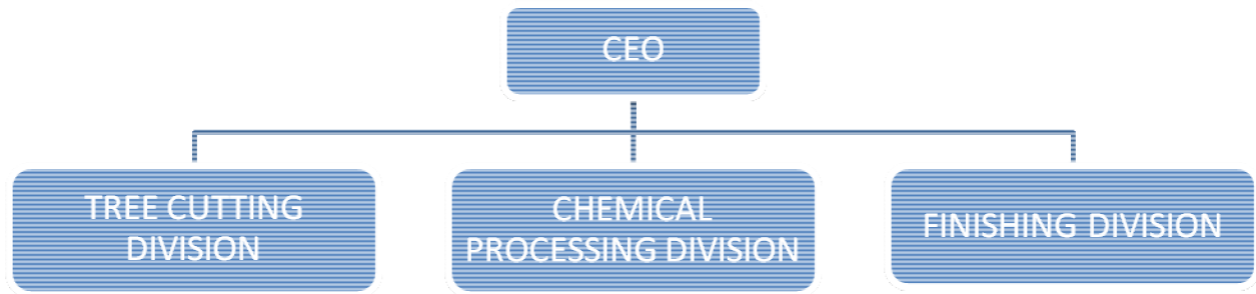 CEO
TREE CUTTING
DIVISION
CHEMICAL
PROCESSING DIVISION
FINISHING DIVISION